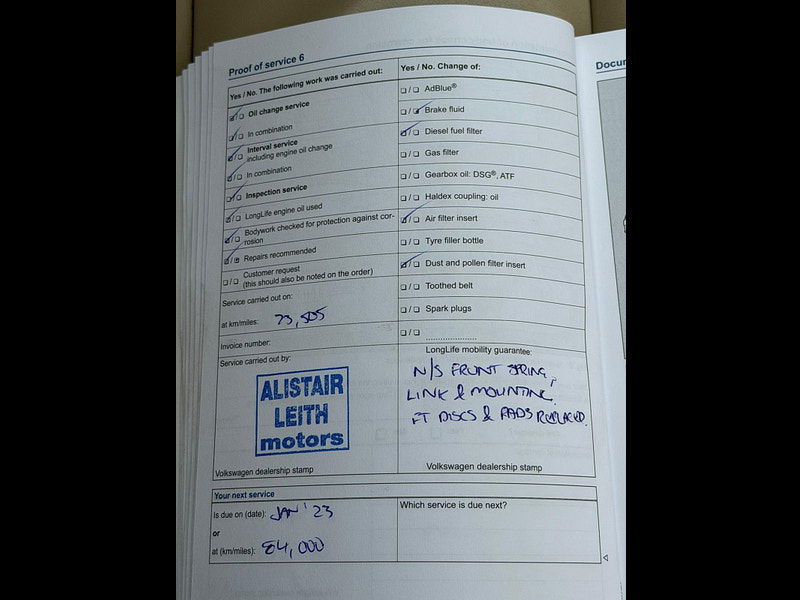 Proof of service 6
Yes / No. The following work was carried out:
Oil change service
In combination
Interval service
including engine oil change
In combination
Inspection service
LongLife engine oil used
Bodywork checked for protection against cor-
rosion
Repairs recommended
Customer request
(this should also be noted on the order)
Service carried out on:
at km/miles: 73,505
Invoice number:
Service carried out by:
ALISTAIR
LEITH
motors
Volkswagen dealership stamp
Yes / No. Change of:
AdBlue®
Brake fluid
Diesel fuel filter
Gas filter
Gearbox oil: DSG®, ATF
Haldex coupling: oil
Air filter insert
Tyre filler bottle
Dust and pollen filter insert
Toothed belt
Spark plugs
LongLife mobility guarantee:
N/S FRONT SPRING,
LINK & MOUNTING.
FT DISCS & PADS REPLACED.
Volkswagen dealership stamp
Your next service
Is due on (date): JAN '23
or
at (km/miles): 84,000
Which service is due next?
Docum